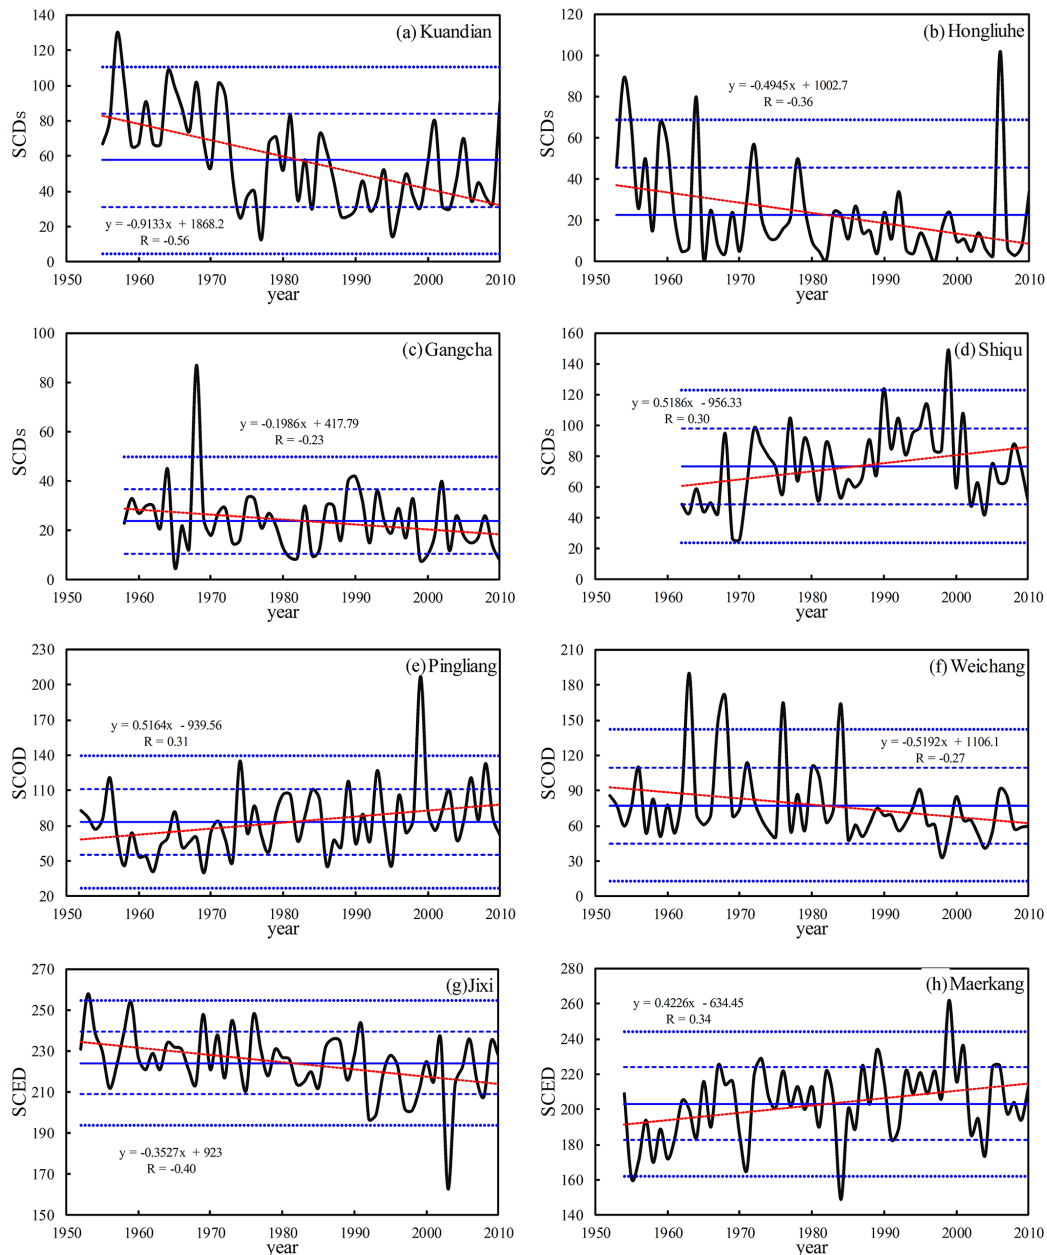 (a) Kuandian
SCDs
140
120
100
80
60
40
20
0
y = -0.9133x + 1868.2
R = -0.56
1950 1960 1970 1980 1990 2000 2010
year
(b) Hongliuhe
SCDs
120
100
80
60
40
20
0
y = -0.4945x + 1002.7
R = -0.36
1950 1960 1970 1980 1990 2000 2010
year
(c) Gangcha
SCDs
100
80
60
40
20
0
y = -0.1986x + 417.79
R = -0.23
1950 1960 1970 1980 1990 2000 2010
year
(d) Shiqu
SCDs
160
140
120
100
80
60
40
20
0
y = 0.5186x - 956.33
R = 0.30
1950 1960 1970 1980 1990 2000 2010
year
(e) Pingliang
SCOD
230
200
170
140
110
80
50
20
y = 0.5164x - 939.56
R = 0.31
1950 1960 1970 1980 1990 2000 2010
year
(f) Weichang
SCOD
210
180
150
120
90
60
30
0
y = -0.5192x + 1106.1
R = -0.27
1950 1960 1970 1980 1990 2000 2010
year
(g) Jixi
SCED
270
250
230
210
190
170
150
y = -0.3527x + 923
R = -0.40
1950 1960 1970 1980 1990 2000 2010
year
(h) Maerkang
SCED
280
260
240
220
200
180
160
140
y = 0.4226x - 634.45
R = 0.34
1950 1960 1970 1980 1990 2000 2010
year